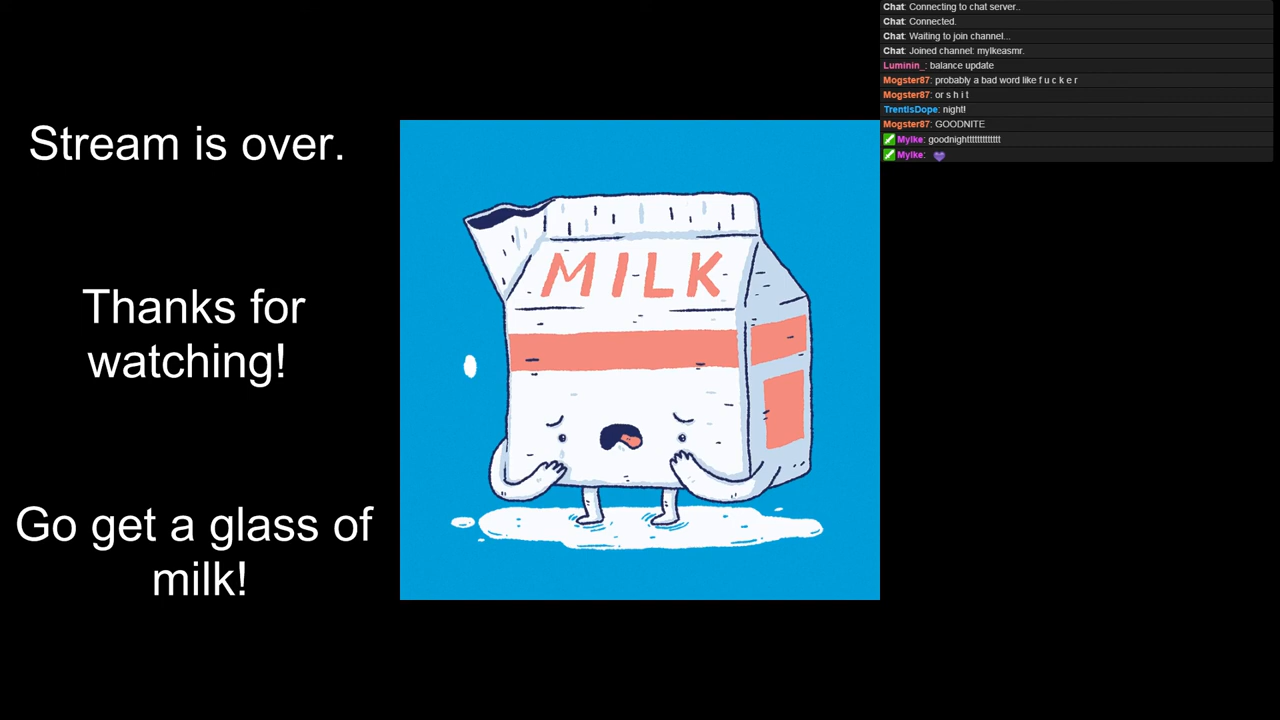 Stream is over.
Thanks for
watching!
Go get a glass of
milk!
MILK
Chat: Connecting to chat server..
Chat: Connected.
Chat: Waiting to join channel...
Chat: Joined channel: mylkeasmr.
Luminin_: balance update
Mogster87: probably a bad word like f u c k e r
Mogster87: or s h i t
TrentIsDope: night!
Mogster87: GOODNITE
Mylke: goodnighttttttttttttt
Mylke: